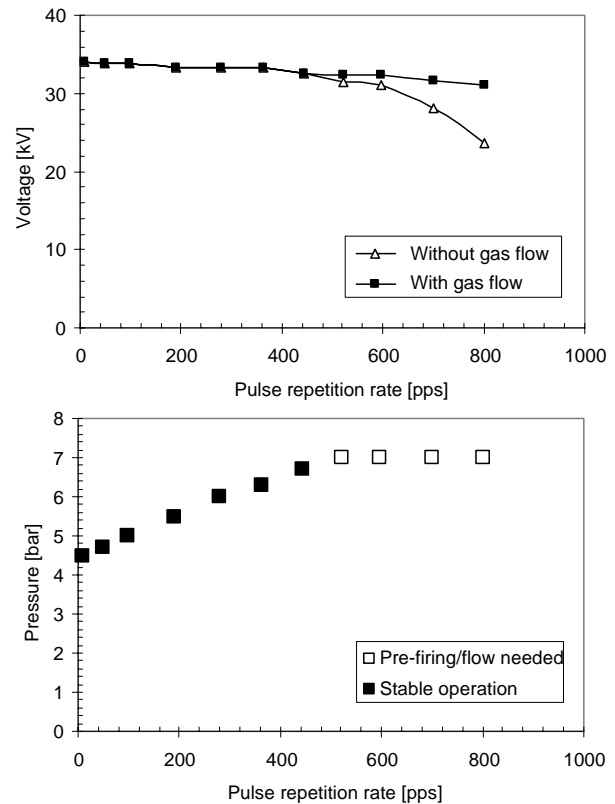 40
30
20
10
0
Voltage [kV]
Without gas flow
With gas flow
0 200 400 600 800 1000
Pulse repetition rate [pps]
8
7
6
5
4
3
2
1
0
Pressure [bar]
Pre-firing/flow needed
Stable operation
0 200 400 600 800 1000
Pulse repetition rate [pps]